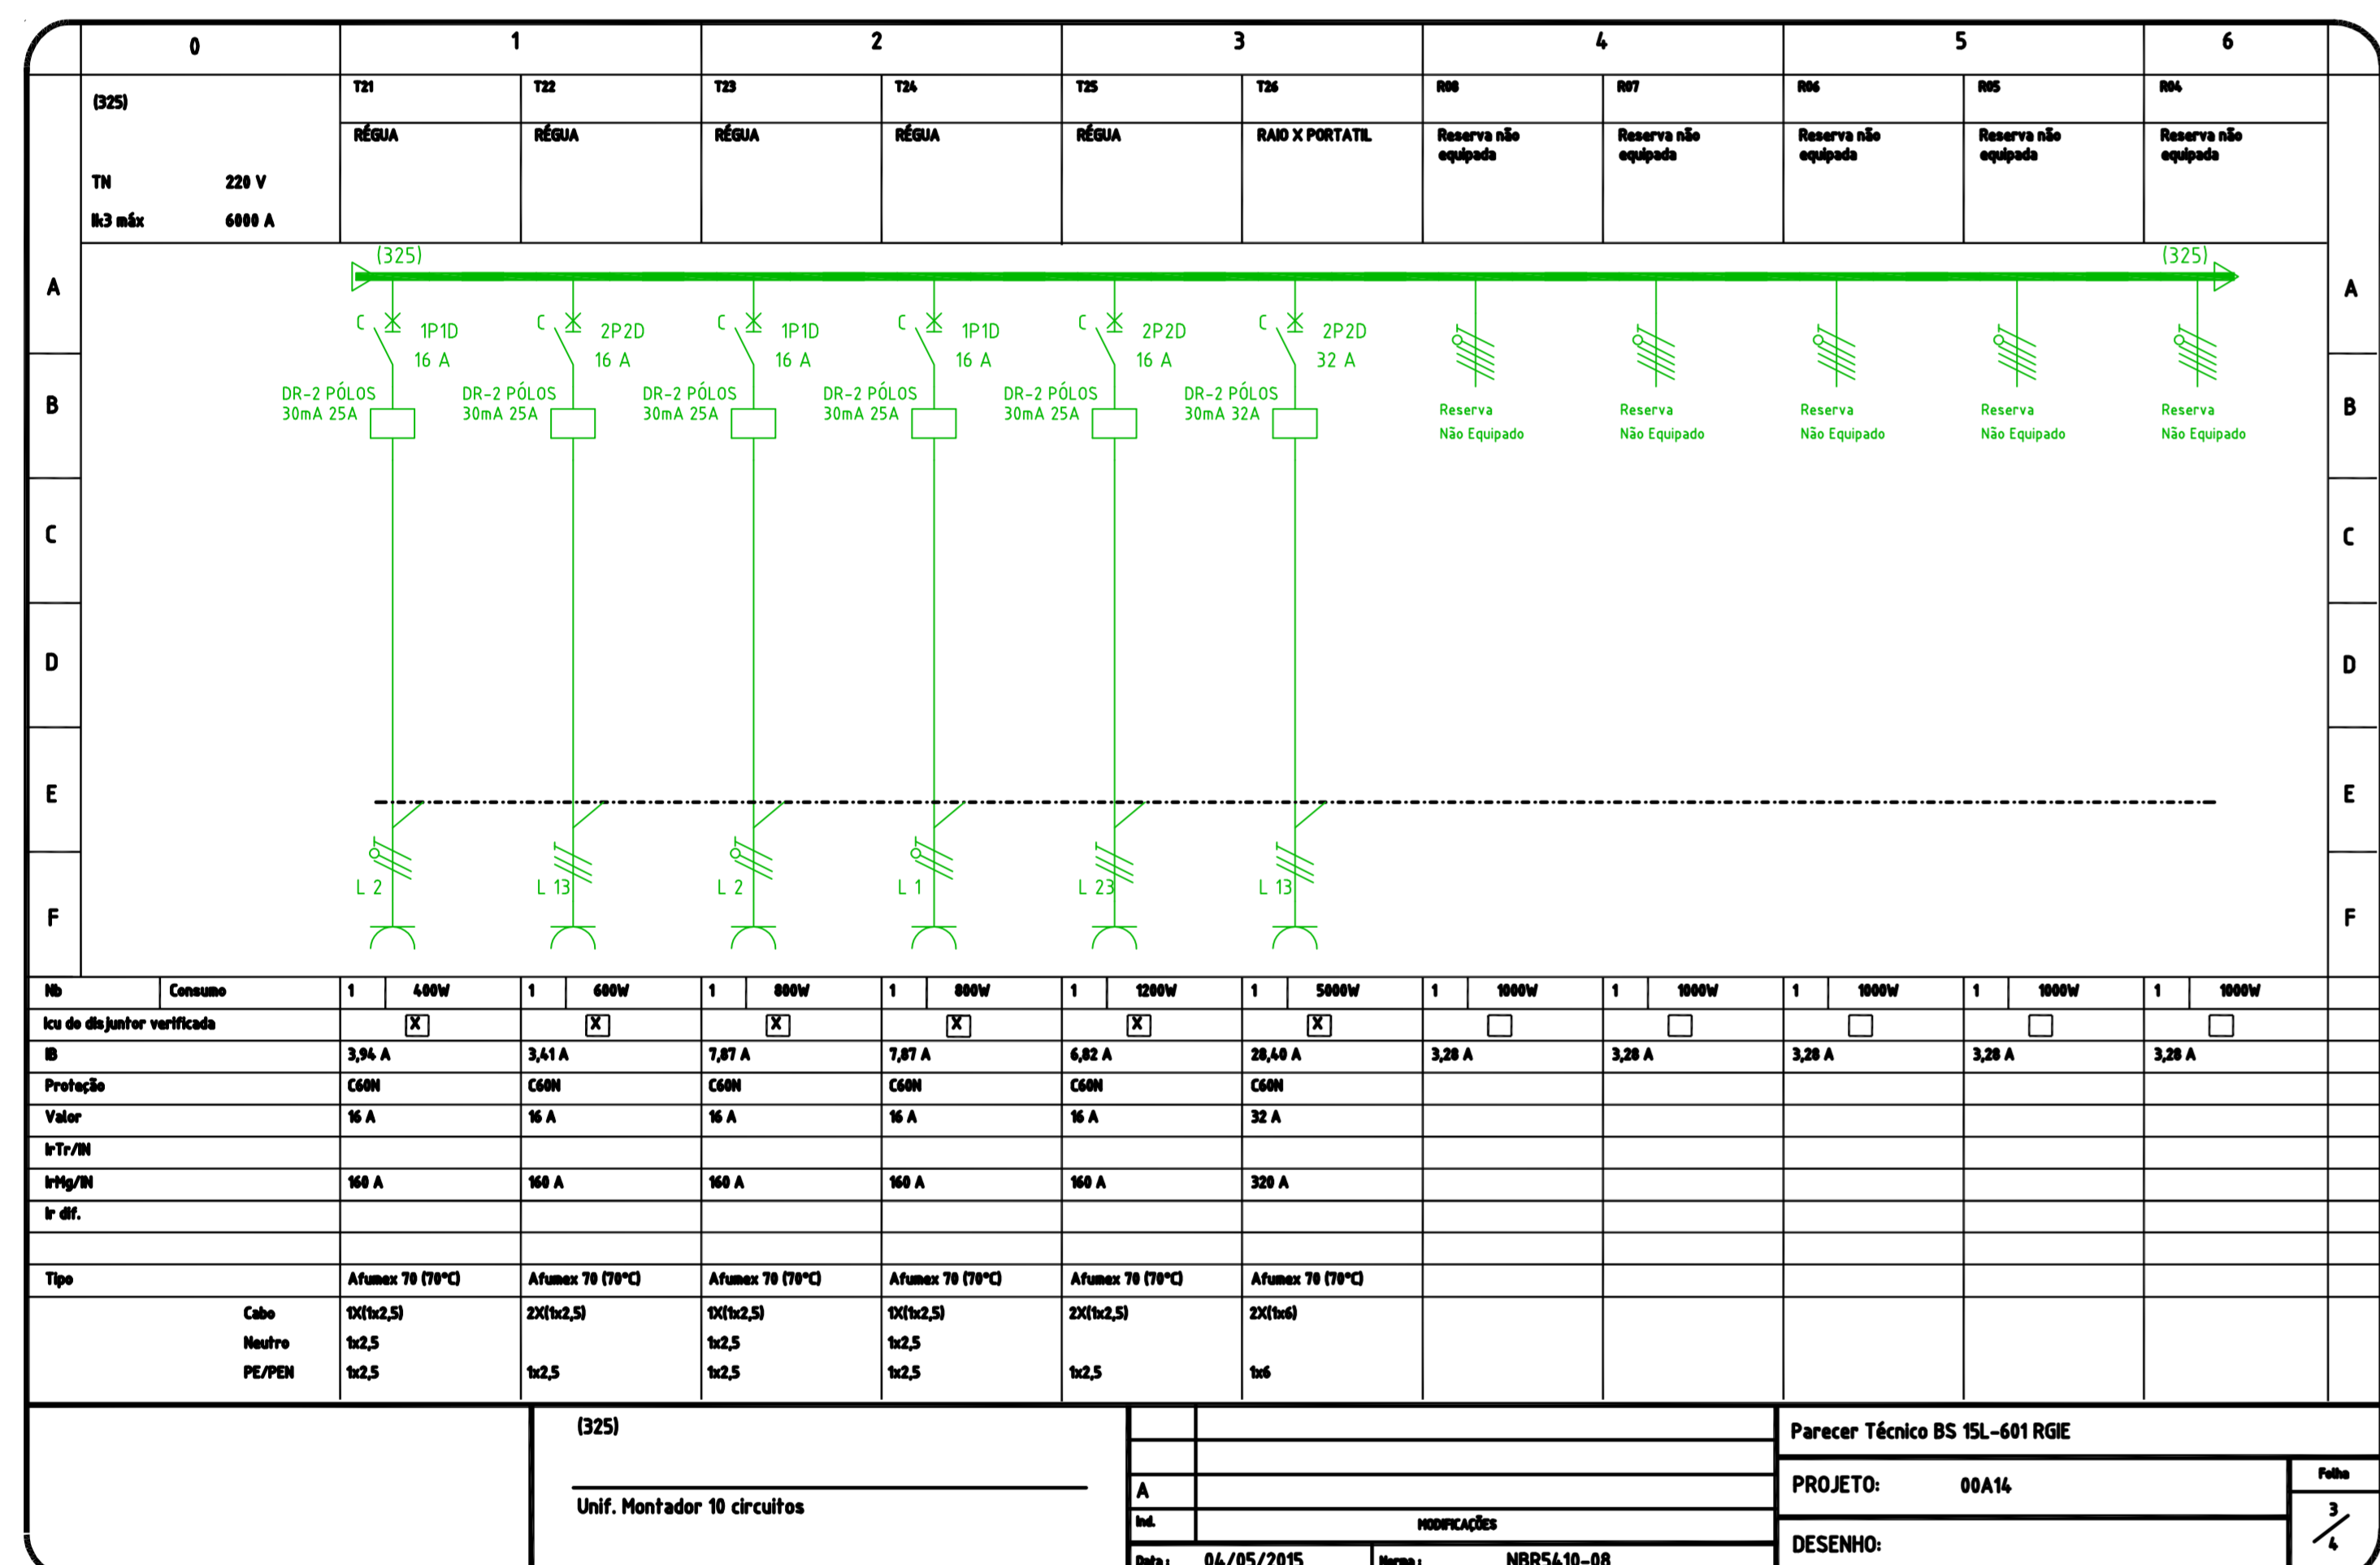 0 1 2 3 4 5 6
(325) T21 T22 T23 T24 T25 T26 R08 R07 R06 R05 R04
RÉGUA RÉGUA RÉGUA RÉGUA RÉGUA RAIO X PORTATIL Reserva não Reserva não Reserva não Reserva não Reserva não
equipada equipada equipada equipada equipada
TN 220 V
Ik3 máx 6000 A
(325) (325)
A A
C 1P1D C 2P2D C 1P1D C 1P1D C 2P2D C 2P2D
16 A 16 A 16 A 16 A 16 A 32 A
DR-2 PÓLOS DR-2 PÓLOS DR-2 PÓLOS DR-2 PÓLOS DR-2 PÓLOS DR-2 PÓLOS
B 30mA 25A 30mA 25A 30mA 25A 30mA 25A 30mA 25A 30mA 32A Reserva Reserva Reserva Reserva Reserva B
Não Equipado Não Equipado Não Equipado Não Equipado Não Equipado
C C
D D
E E
L 2 L 13 L 2 L 1 L 23 L 13
F F
Nb Consumo 1 400W 1 600W 1 800W 1 800W 1 1200W 1 5000W 1 1000W 1 1000W 1 1000W 1 1000W 1 1000W
Icu do disjuntor verificada X X X X X X
IB 3,94 A 3,41 A 7,87 A 7,87 A 6,82 A 28,40 A 3,28 A 3,28 A 3,28 A 3,28 A 3,28 A
Proteção C60N C60N C60N C60N C60N C60N
Valor 16 A 16 A 16 A 16 A 16 A 32 A
IrTr/IN
IrMg/IN 160 A 160 A 160 A 160 A 160 A 320 A
Ir dif.
Tipo Afumex 70 (70°C) Afumex 70 (70°C) Afumex 70 (70°C) Afumex 70 (70°C) Afumex 70 (70°C) Afumex 70 (70°C)
Cabo 1X(1x2,5) 2X(1x2,5) 1X(1x2,5) 1X(1x2,5) 2X(1x2,5) 2X(1x6)
Neutro 1x2,5 1x2,5 1x2,5
PE/PEN 1x2,5 1x2,5 1x2,5 1x2,5 1x2,5 1x6
(325)
Unif. Montador 10 circuitos
A
Ind. MODIFICAÇÕES
Data: 04/05/2015 Norma: NBR5410-08
Parecer Técnico BS 15L-601 RGIE
PROJETO: 00A14
Folha
3/4
DESENHO: